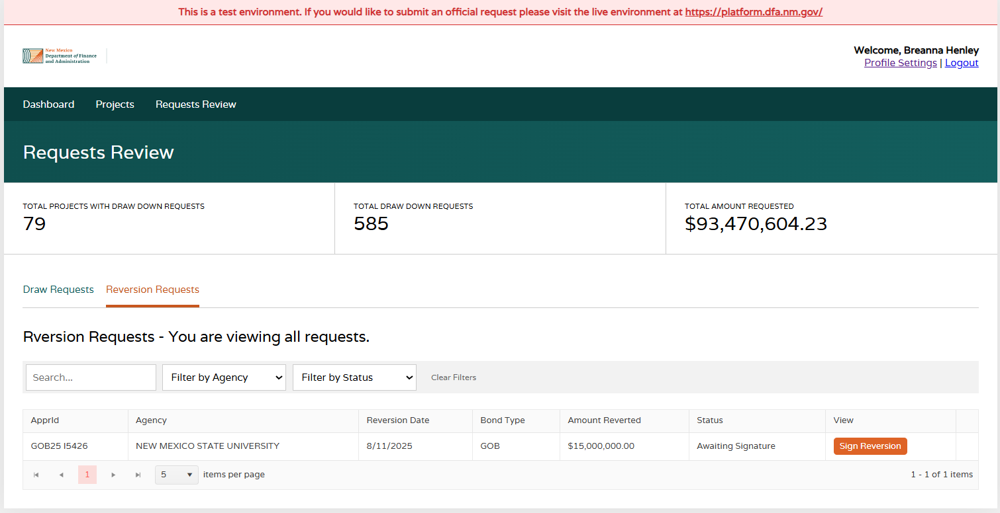 This is a test environment. If you would like to submit an official request please visit the live environment at https://platform.dfa.nm.gov/
New Mexico
Department of Finance
and Administration
Welcome, Breanna Henley
Profile Settings | Logout
Dashboard Projects Requests Review
Requests Review
TOTAL PROJECTS WITH DRAW DOWN REQUESTS
79
TOTAL DRAW DOWN REQUESTS
585
TOTAL AMOUNT REQUESTED
$93,470,604.23
Draw Requests Reversion Requests
Rversion Requests - You are viewing all requests.
Search... Filter by Agency Filter by Status Clear Filters
ApprId Agency Reversion Date Bond Type Amount Reverted Status View
GOB25 I5426 NEW MEXICO STATE UNIVERSITY 8/11/2025 GOB $15,000,000.00 Awaiting Signature Sign Reversion
1 5 items per page 1 - 1 of 1 items